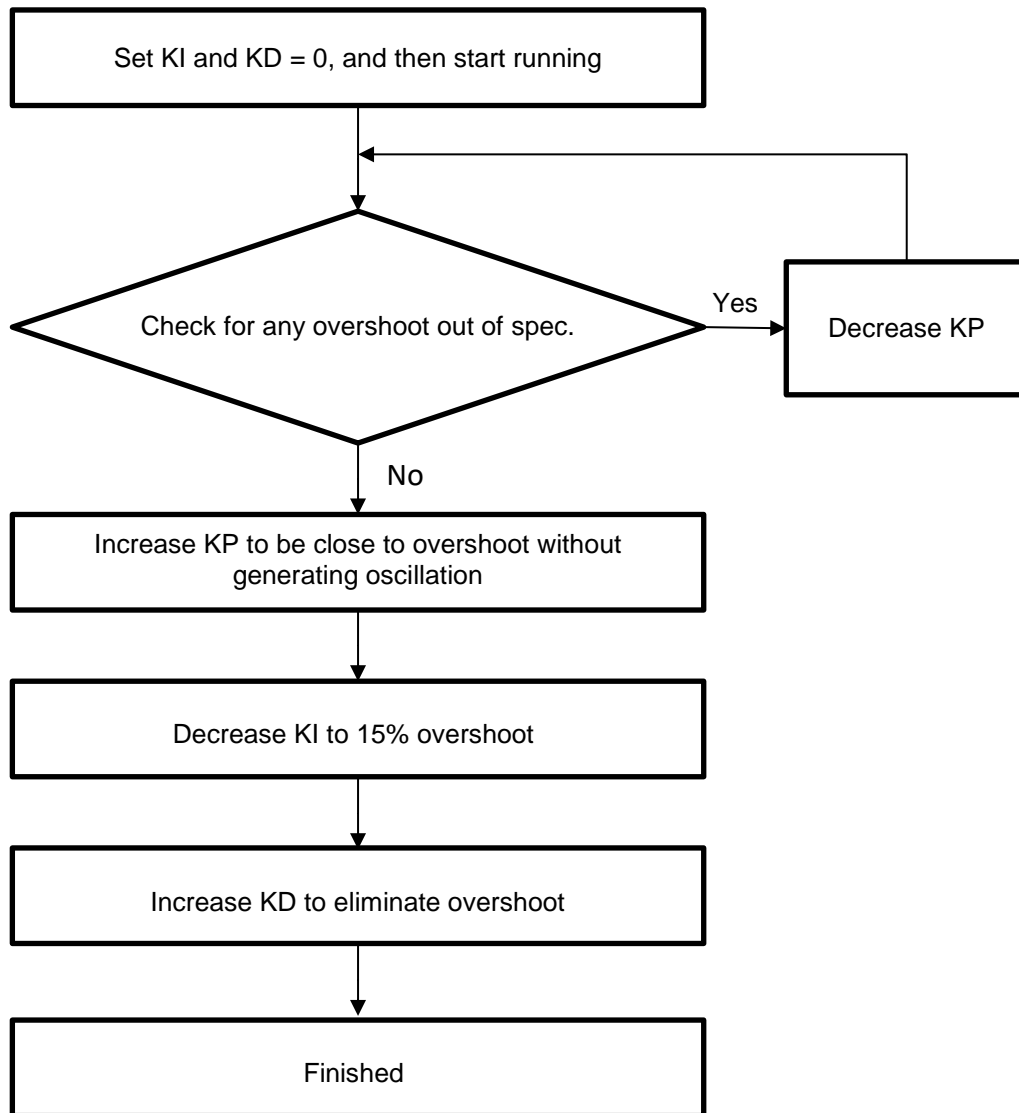 Set KI and KD = 0, and then start running
Check for any overshoot out of spec.
Yes
Decrease KP
No
Increase KP to be close to overshoot without
generating oscillation
Decrease KI to 15% overshoot
Increase KD to eliminate overshoot
Finished